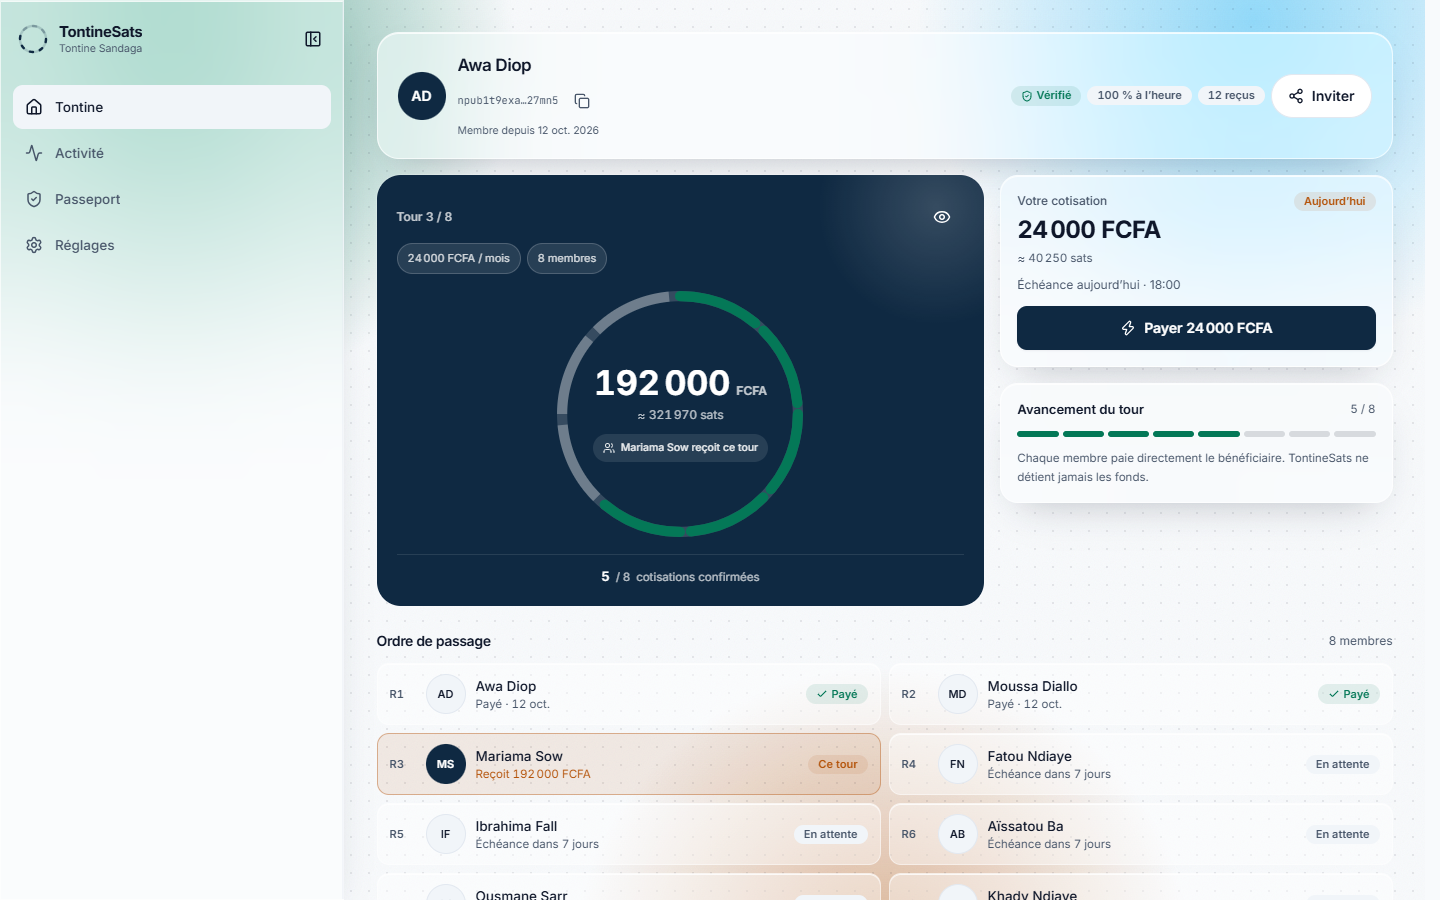 TontineSats
Tontine Sandaga
Tontine
Activité
Passeport
Réglages
AD
Awa Diop
npub1t9exa…27mn5
Membre depuis 12 oct. 2026
Vérifié
100 % à l'heure
12 reçus
Inviter
Tour 3 / 8
24 000 FCFA / mois
8 membres
192 000 FCFA
≈ 321 970 sats
Mariama Sow reçoit ce tour
5 / 8 cotisations confirmées
Votre cotisation
Aujourd'hui
24 000 FCFA
≈ 40 250 sats
Échéance aujourd'hui · 18:00
Payer 24 000 FCFA
Avancement du tour
5 / 8
Chaque membre paie directement le bénéficiaire. TontineSats ne
détient jamais les fonds.
Ordre de passage
8 membres
R1
AD
Awa Diop
Payé · 12 oct.
Payé
R2
MD
Moussa Diallo
Payé · 12 oct.
Payé
R3
MS
Mariama Sow
Reçoit 192 000 FCFA
Ce tour
R4
FN
Fatou Ndiaye
Échéance dans 7 jours
En attente
R5
IF
Ibrahima Fall
Échéance dans 7 jours
En attente
R6
AB
Aïssatou Ba
Échéance dans 7 jours
En attente
Ousmane Sarr
Khady Ndiaye